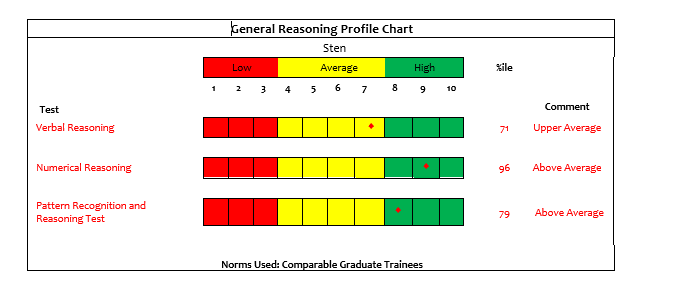 General Reasoning Profile Chart
Sten
Low Average High %ile
1 2 3 4 5 6 7 8 9 10
Test Comment
Verbal Reasoning 71 Upper Average
Numerical Reasoning 96 Above Average
Pattern Recognition and
Reasoning Test 79 Above Average
Norms Used: Comparable Graduate Trainees